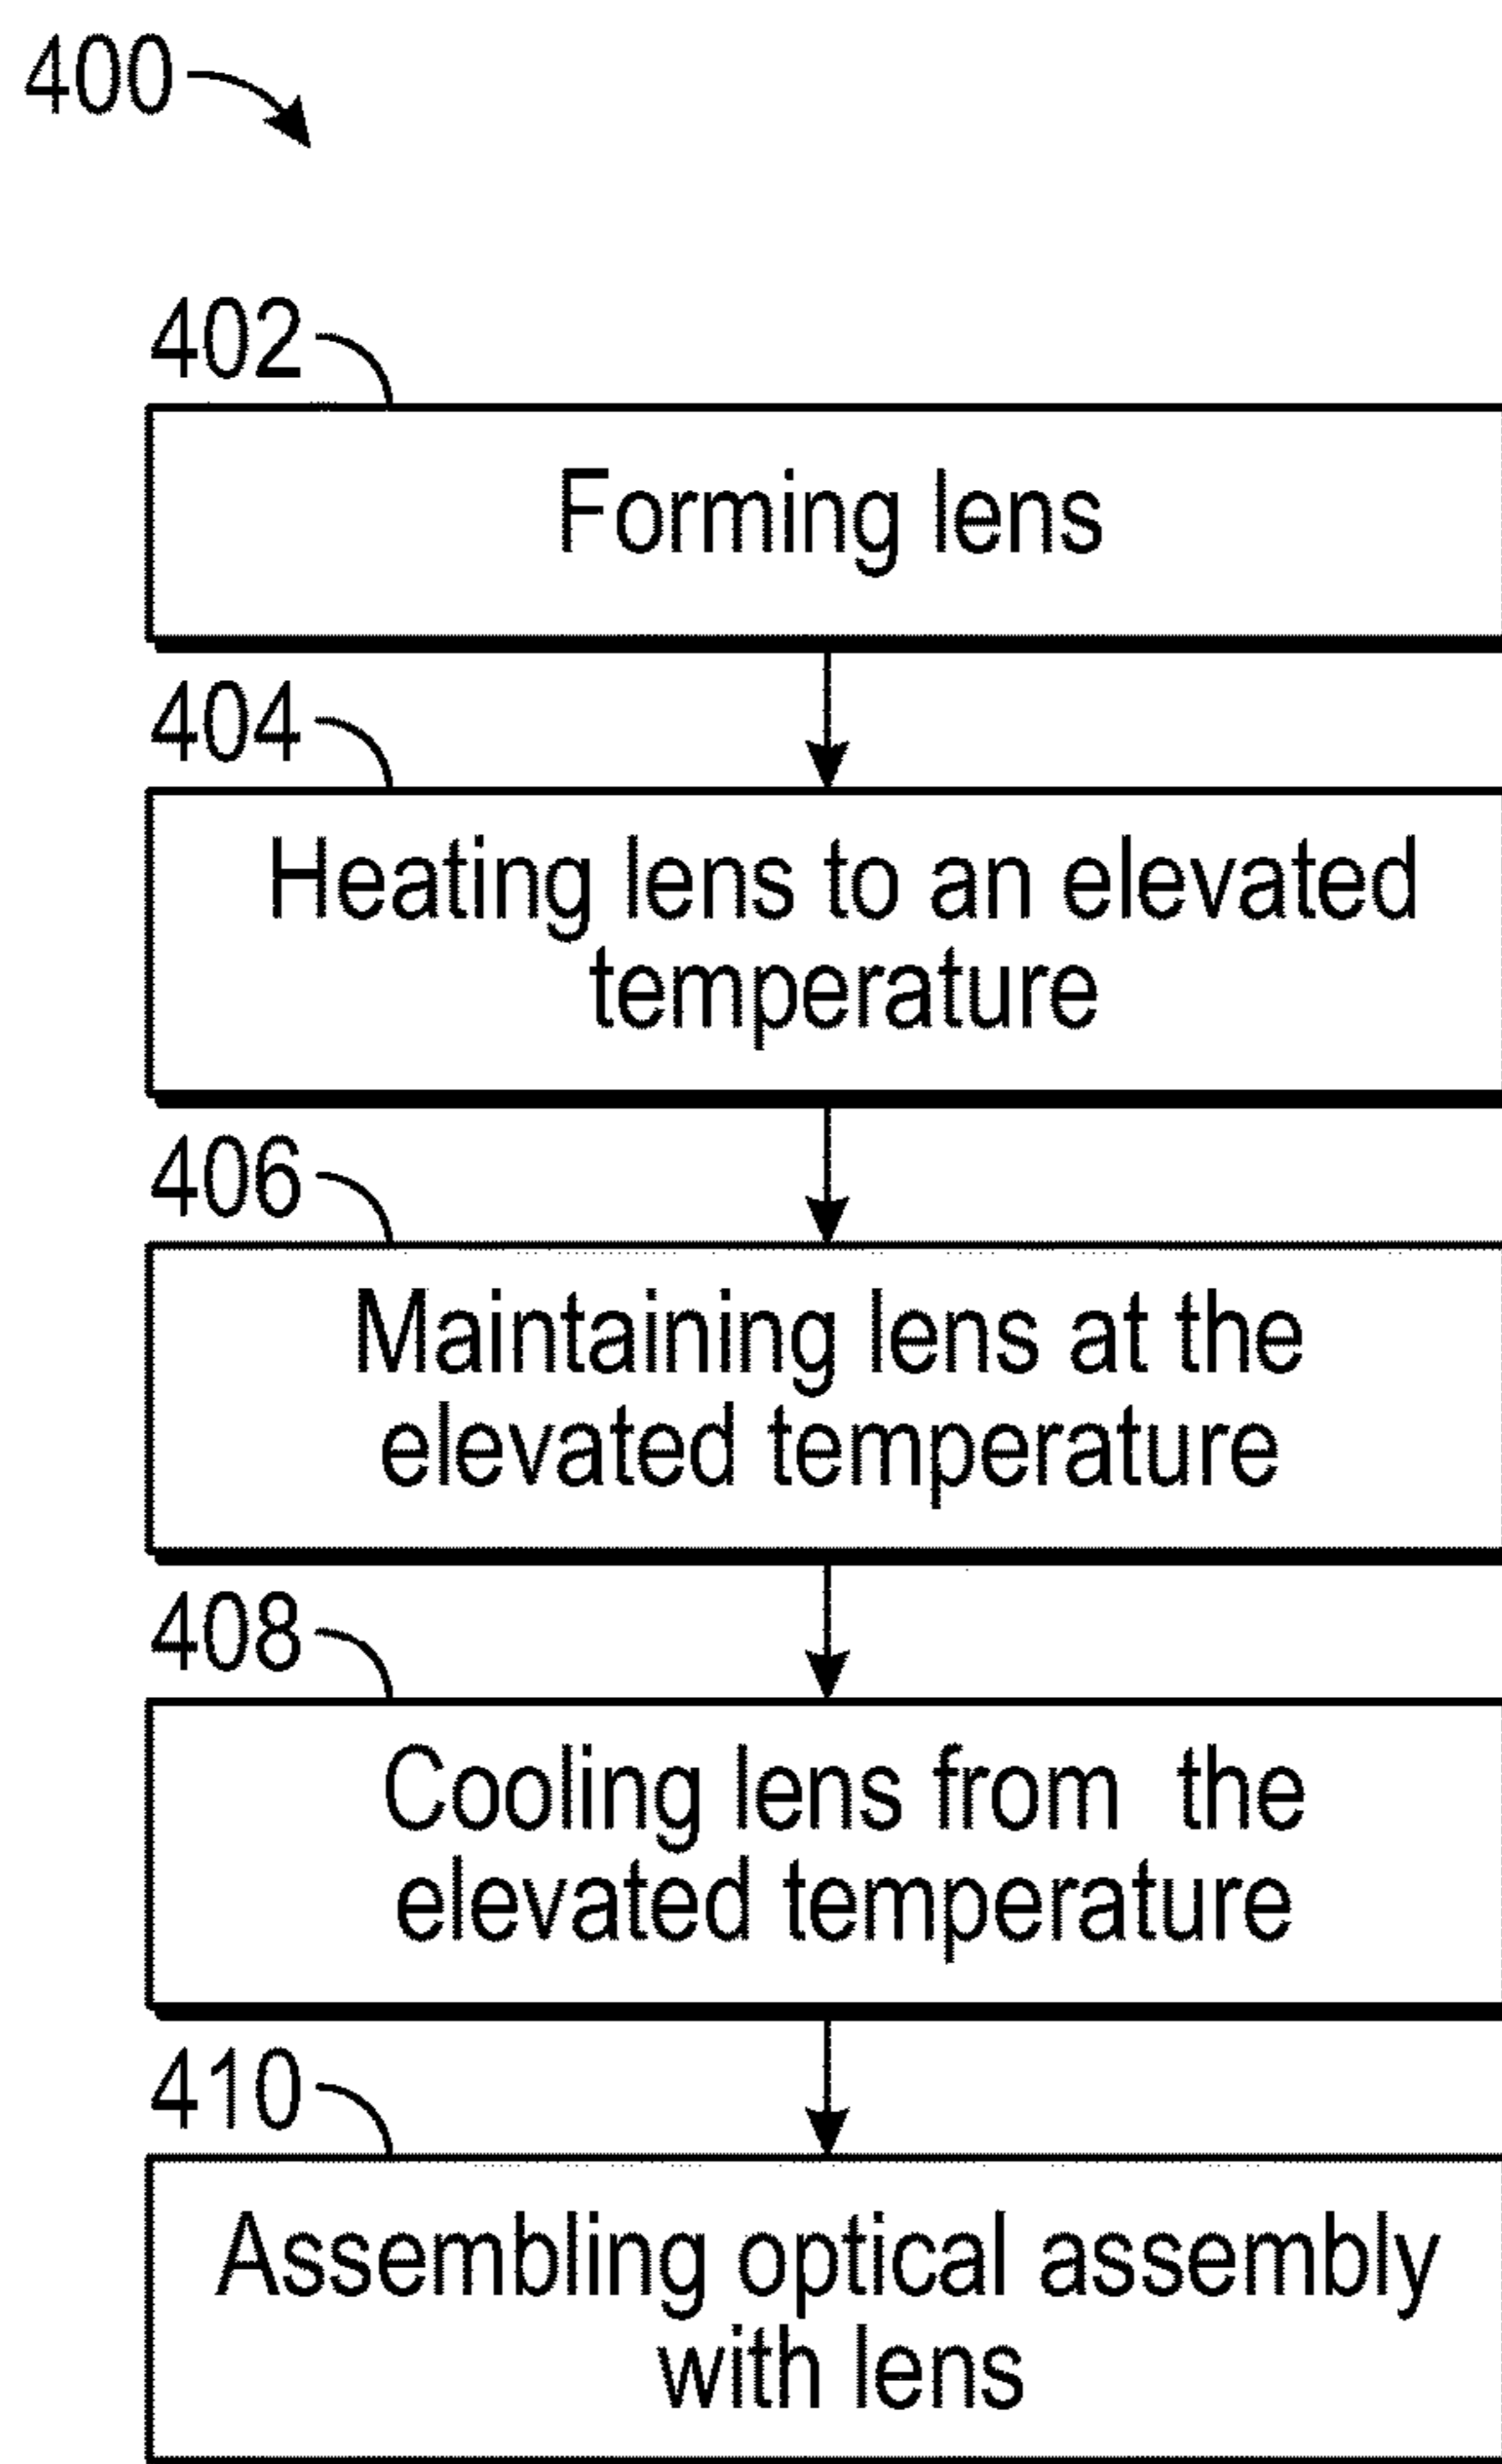 400
402
Forming lens
404
Heating lens to an elevated
temperature
406
Maintaining lens at the
elevated temperature
408
Cooling lens from the
elevated temperature
410
Assembling optical assembly
with lens